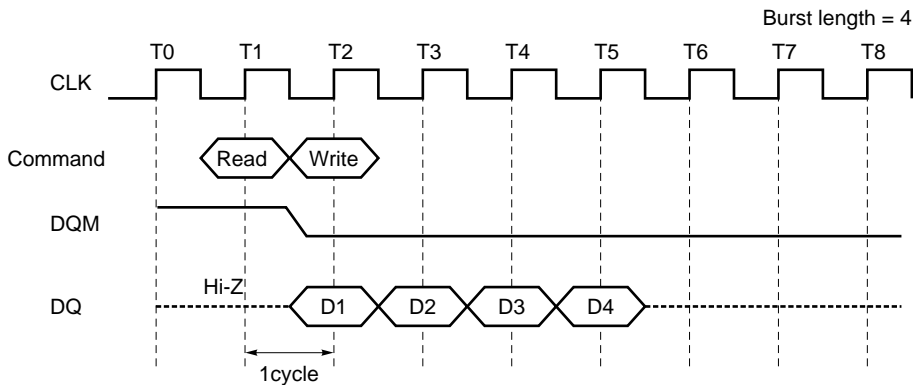 Burst length = 4
T0 T1 T2 T3 T4 T5 T6 T7 T8
CLK
Command Read Write
DQM
Hi-Z
DQ D1 D2 D3 D4
1cycle